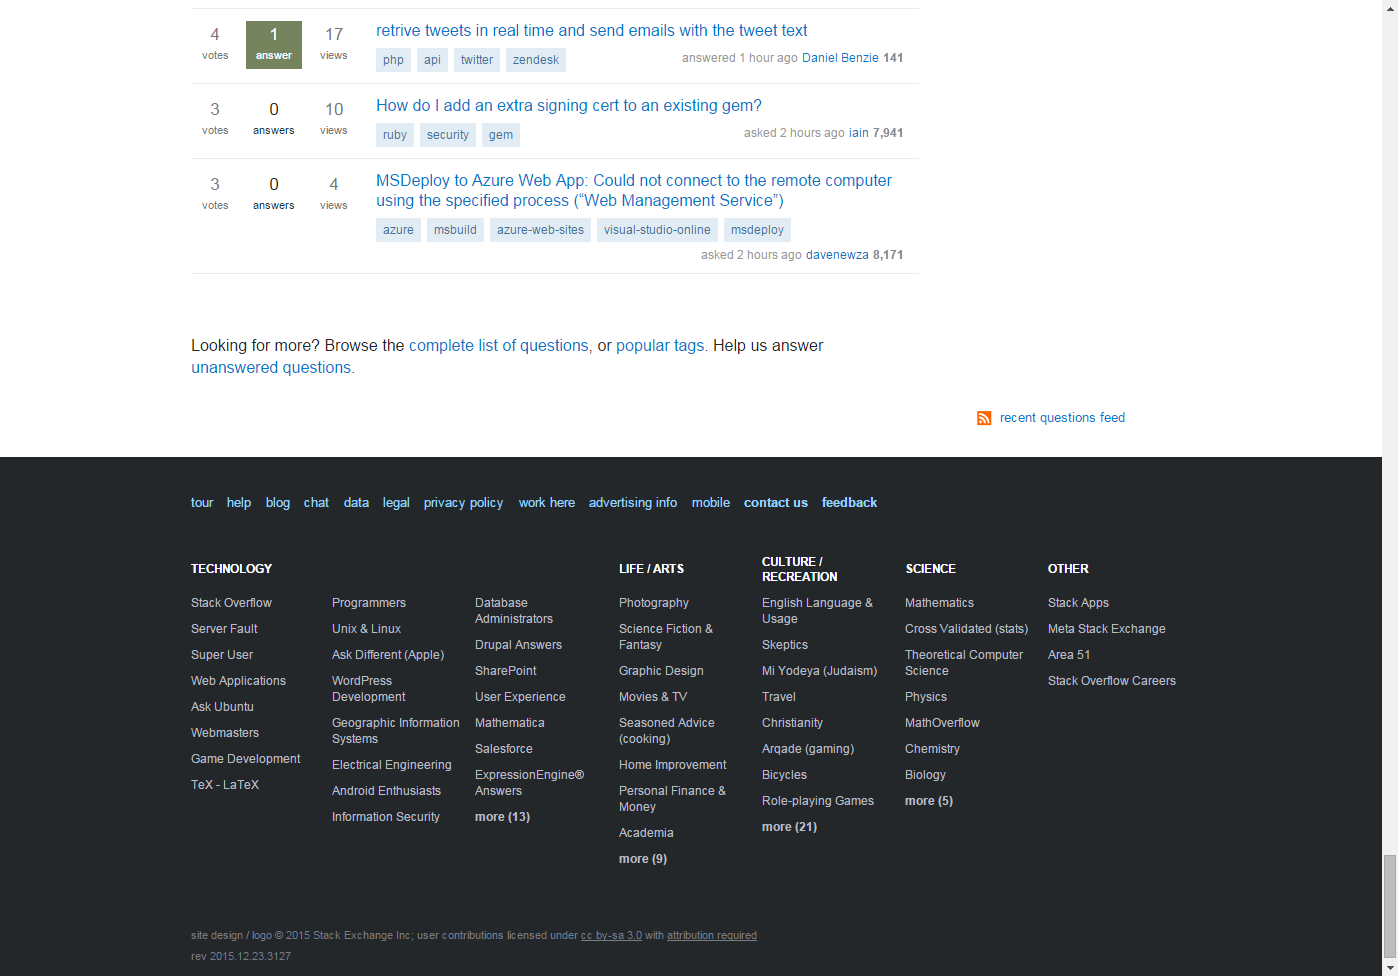 4 1 17 retrive tweets in real time and send emails with the tweet text
votes answer views php api twitter zendesk answered 1 hour ago Daniel Benzie 141
3 0 10 How do I add an extra signing cert to an existing gem?
votes answers views ruby security gem asked 2 hours ago iain 7,941
3 0 4 MSDeploy to Azure Web App: Could not connect to the remote computer
votes answers views using the specified process (“Web Management Service”)
azure msbuild azure-web-sites visual-studio-online msdeploy
asked 2 hours ago davenewza 8,171
Looking for more? Browse the complete list of questions, or popular tags. Help us answer
unanswered questions.
recent questions feed
tour help blog chat data legal privacy policy work here advertising info mobile contact us feedback
TECHNOLOGY
Stack Overflow
Server Fault
Super User
Web Applications
Ask Ubuntu
Webmasters
Game Development
TeX - LaTeX
Programmers
Unix & Linux
Ask Different (Apple)
WordPress
Development
Geographic Information
Systems
Electrical Engineering
Android Enthusiasts
Information Security
Database
Administrators
Drupal Answers
SharePoint
User Experience
Mathematica
Salesforce
ExpressionEngine®
Answers
more (13)
LIFE / ARTS
Photography
Science Fiction &
Fantasy
Graphic Design
Movies & TV
Seasoned Advice
(cooking)
Home Improvement
Personal Finance &
Money
Academia
more (9)
CULTURE /
RECREATION
English Language &
Usage
Skeptics
Mi Yodeya (Judaism)
Travel
Christianity
Arqade (gaming)
Bicycles
Role-playing Games
more (21)
SCIENCE
Mathematics
Cross Validated (stats)
Theoretical Computer
Science
Physics
MathOverflow
Chemistry
Biology
more (5)
OTHER
Stack Apps
Meta Stack Exchange
Area 51
Stack Overflow Careers
site design / logo © 2015 Stack Exchange Inc; user contributions licensed under cc by-sa 3.0 with attribution required
rev 2015.12.23.3127